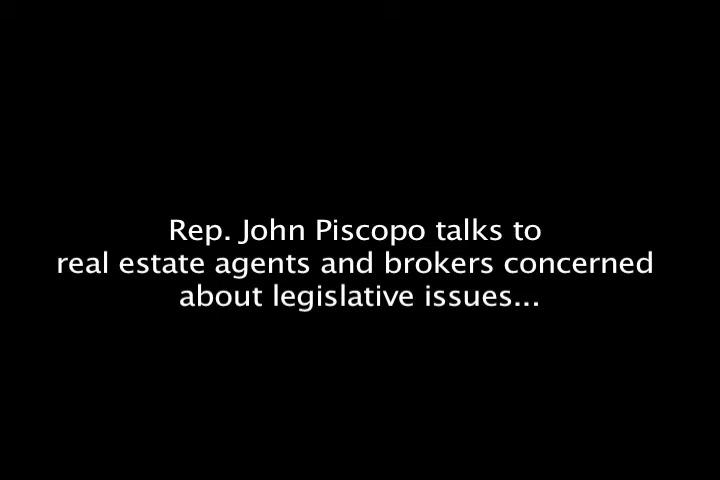 Rep. John Piscopo talks to
real estate agents and brokers concerned
about legislative issues...